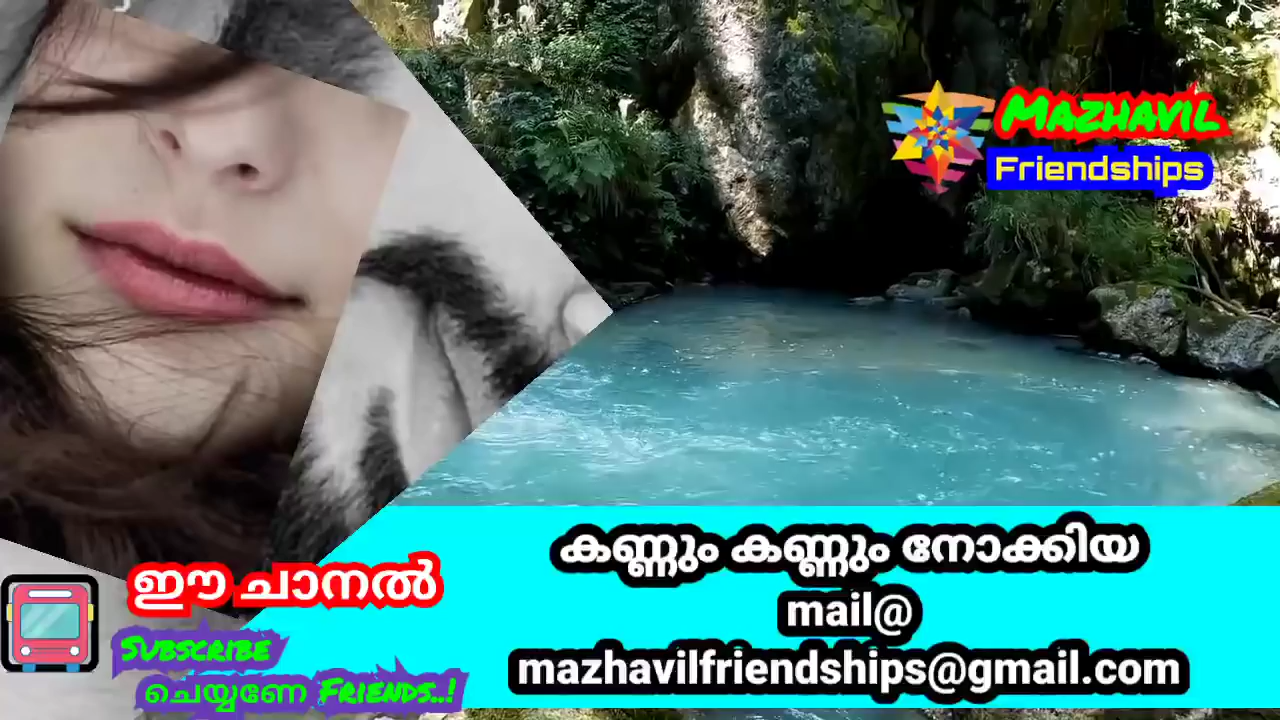 Mazhavil
Friendships
കണ്ണും കണ്ണും നോക്കിയ
mail@
mazhavilfriendships@gmail.com
ഈ ചാനൽ
Subscribe
ചെയ്യണേ Friends..!